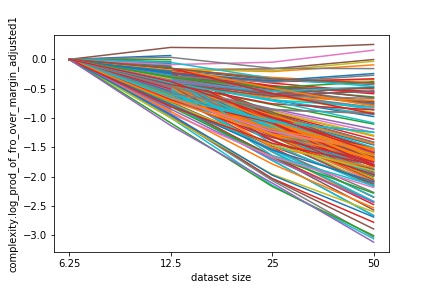 complexity.log_prod_of_fro_over_margin_adjusted1
0.0
−0.5
−1.0
−1.5
−2.0
−2.5
−3.0
6.25 12.5 25 50
dataset size